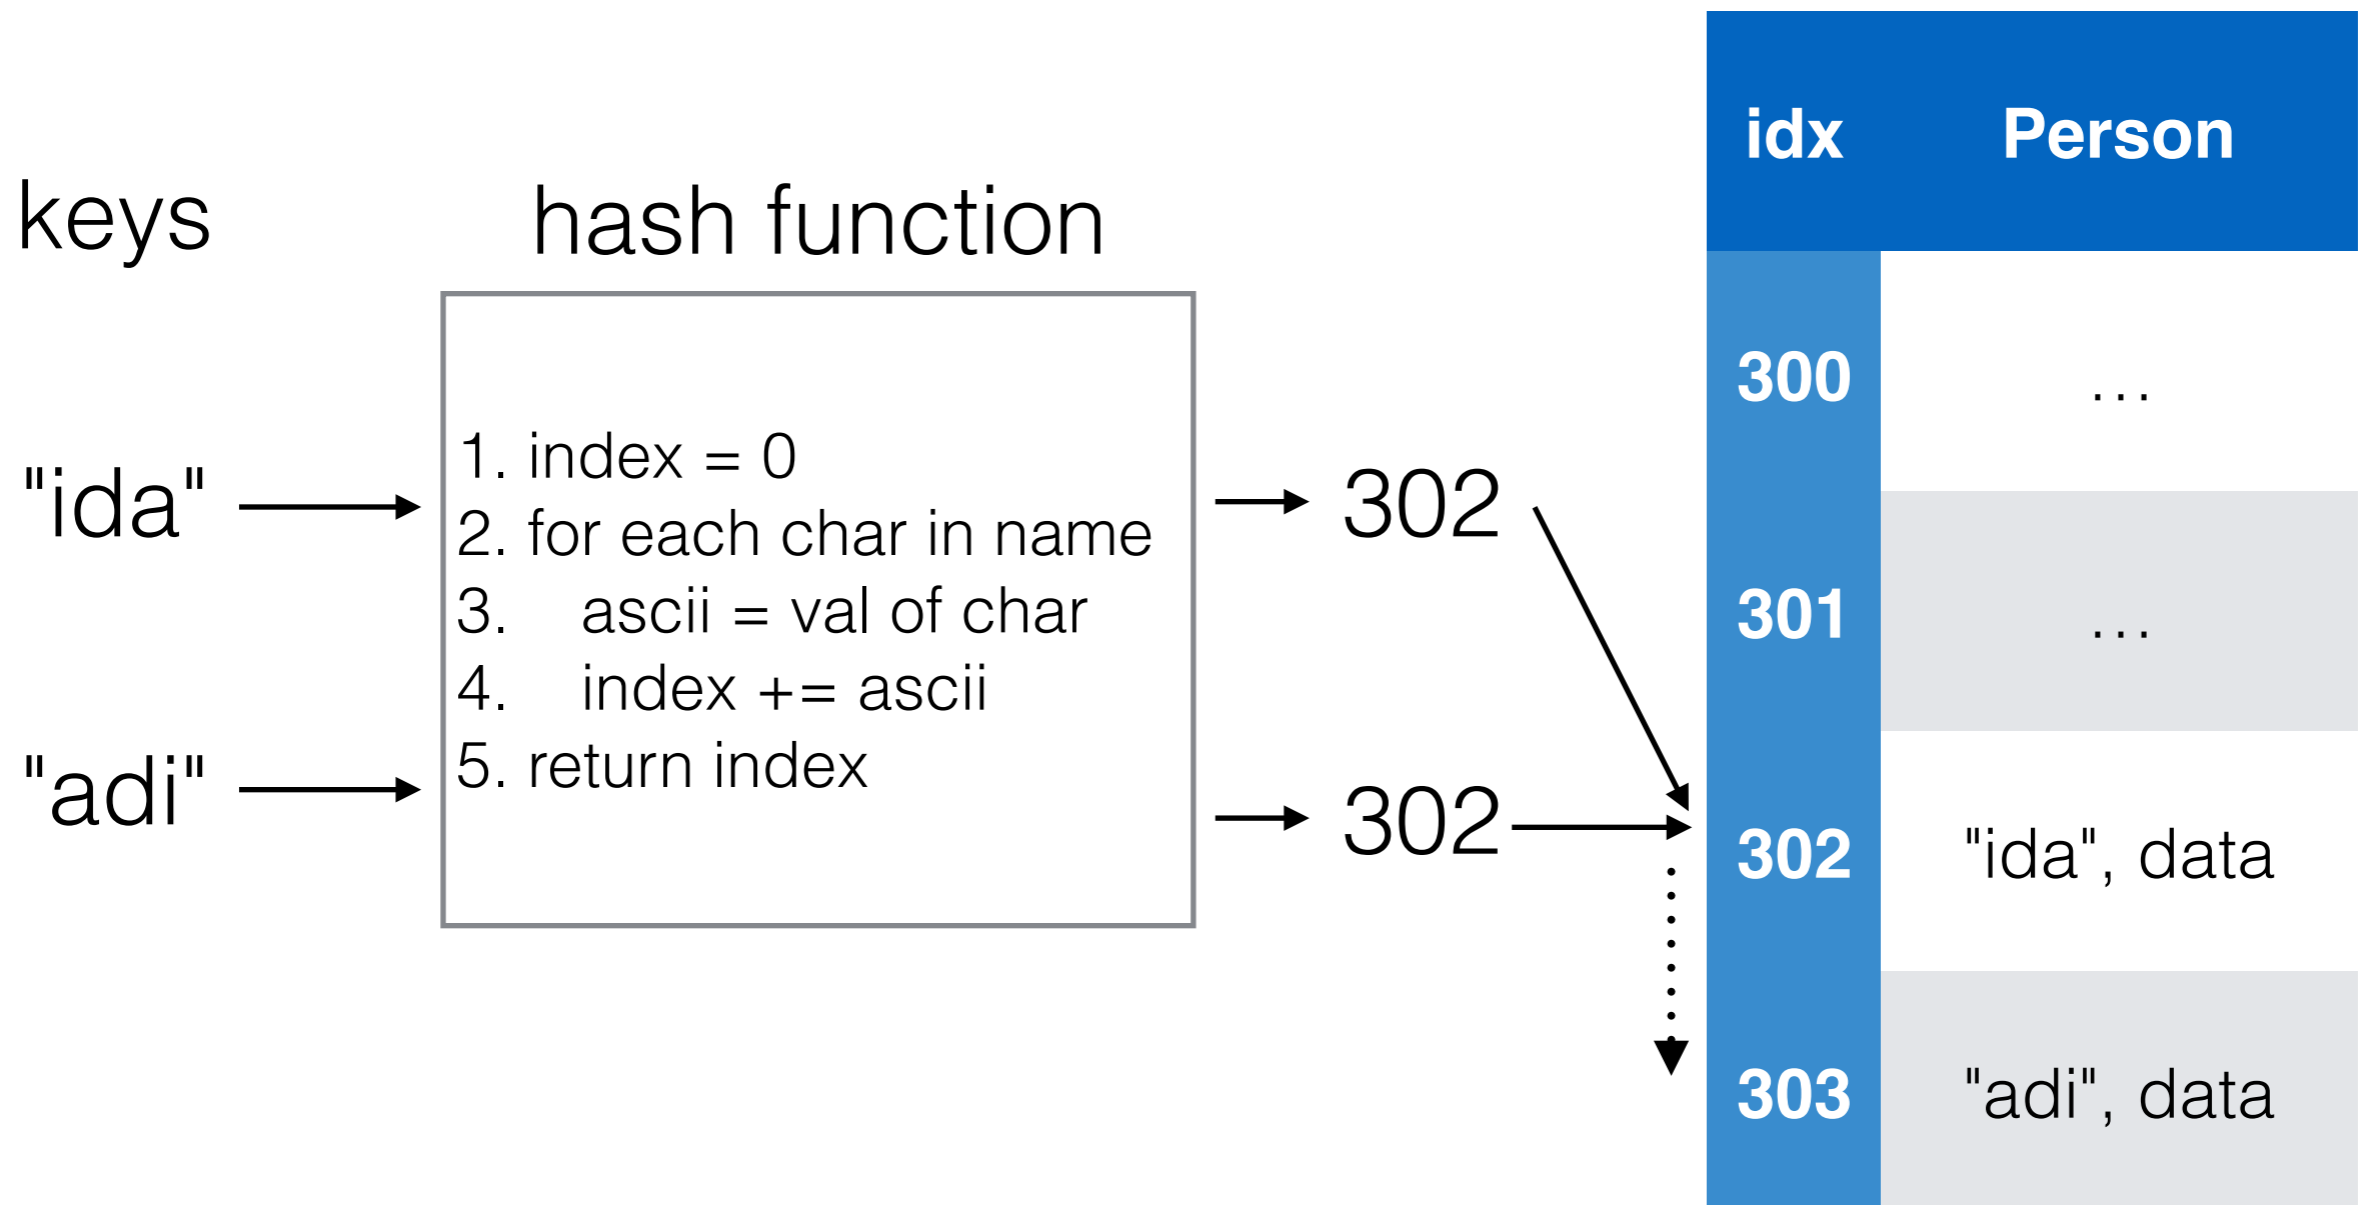 keys
hash function
"ida"
"adi"
1. index = 0
2. for each char in name
3. ascii = val of char
4. index += ascii
5. return index
302
302
idx Person
300 ...
301 ...
302 "ida", data
303 "adi", data